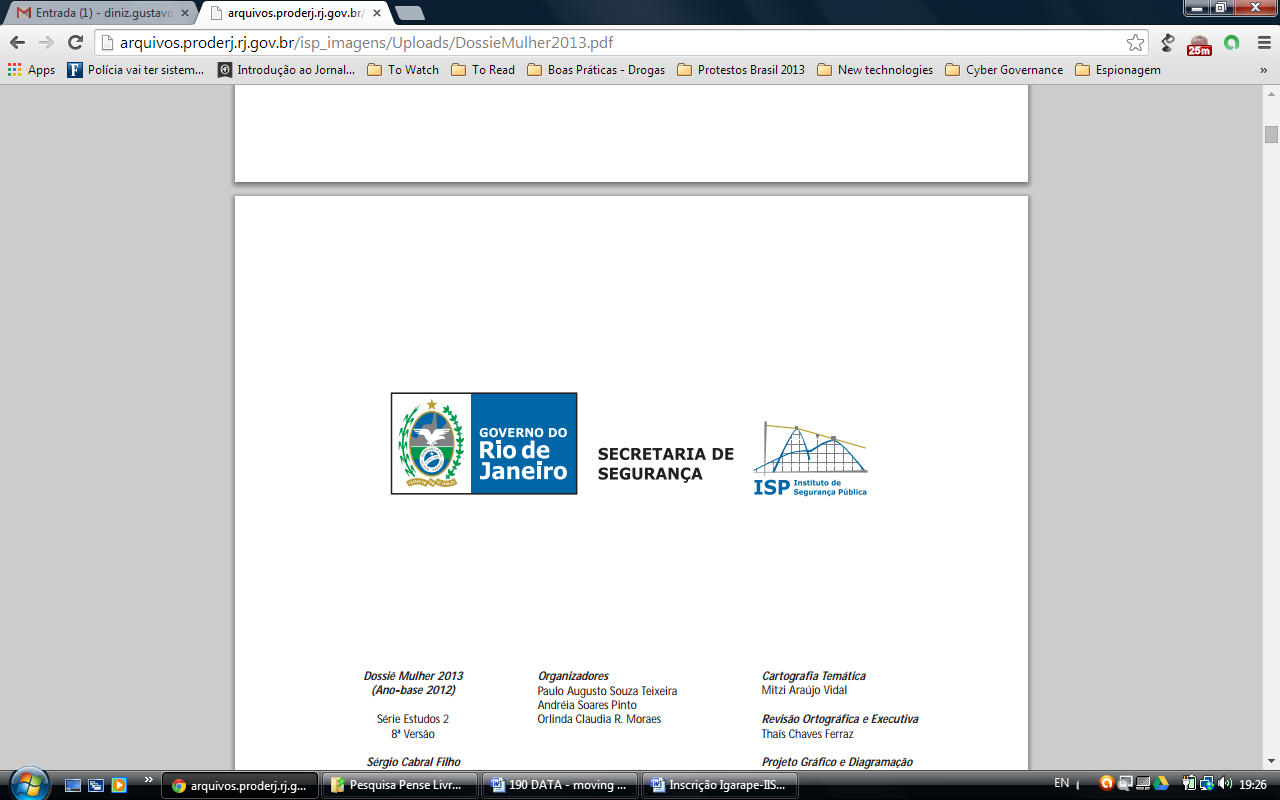 Entrada (1) - diniz.gustavo
arquivos.proderj.rj.gov.br/
arquivos.proderj.rj.gov.br/isp_imagens/Uploads/DossieMulher2013.pdf
25m
Apps
Polícia vai ter sistem...
Introdução ao Jornal...
To Watch
To Read
Boas Práticas - Drogas
Protestos Brasil 2013
New technologies
Cyber Governance
Espionagem
»
GOVERNO DO
Rio de
Janeiro
SECRETARIA DE
SEGURANÇA
ISP Instituto de
Segurança Pública
Dossiê Mulher 2013
(Ano-base 2012)
Série Estudos 2
8ª Versão
Sérgio Cabral Filho
Organizadores
Paulo Augusto Souza Teixeira
Andréia Soares Pinto
Orlinda Claudia R. Moraes
Cartografia Temática
Mitzi Araújo Vidal
Revisão Ortográfica e Executiva
Thaís Chaves Ferraz
Projeto Gráfico e Diagramação
»
arquivos.proderj.rj.g...
Pesquisa Pense Livr...
190 DATA - moving ...
Inscrição Igarape-IIS...
EN
19:26